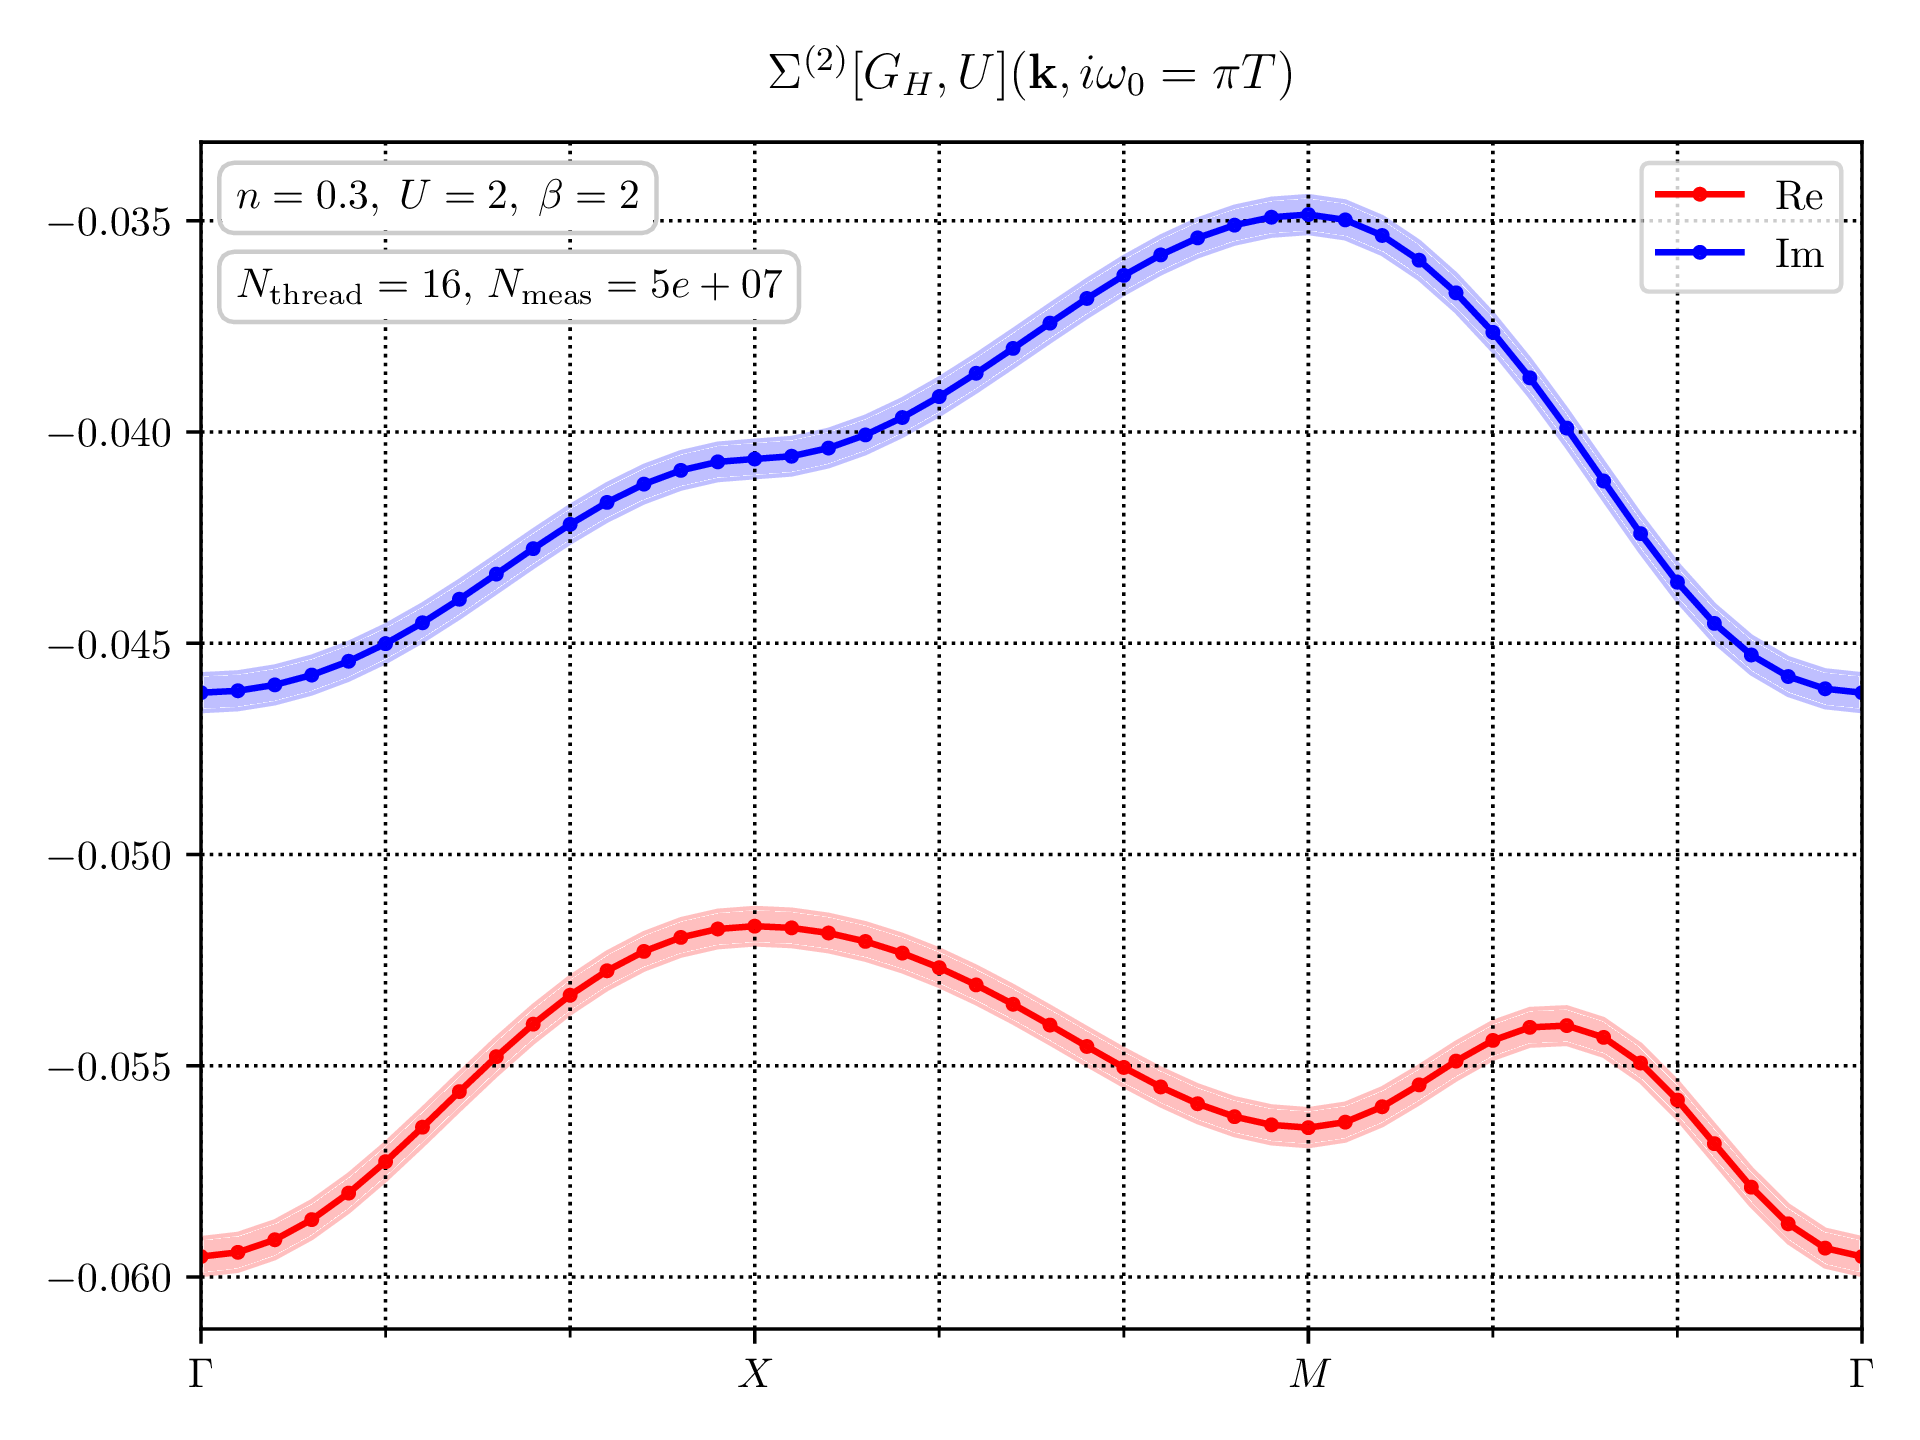 Σ⁽²⁾[G_H, U](𝐤, iω₀ = πT)
n = 0.3, U = 2, β = 2
N_thread = 16, N_meas = 5e + 07
Re
Im
−0.035
−0.040
−0.045
−0.050
−0.055
−0.060
Γ X M Γ